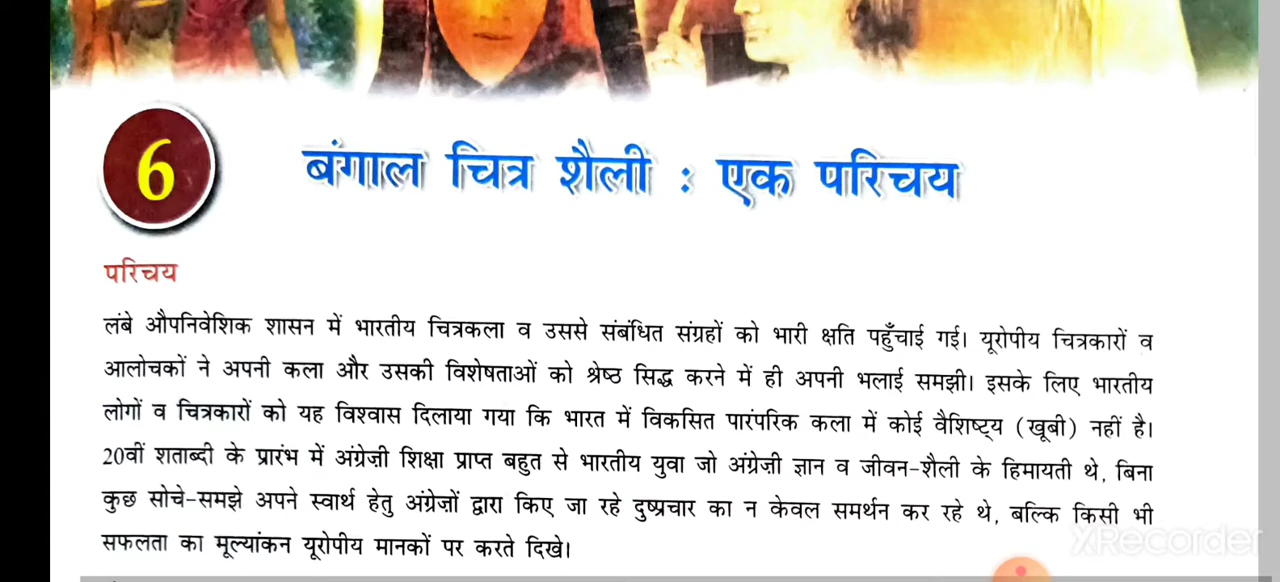 6
बंगाल चित्र शैली : एक परिचय
परिचय
लंबे औपनिवेशिक शासन में भारतीय चित्रकला व उससे संबंधित संग्रहों को भारी क्षति पहुँचाई गई। यूरोपीय चित्रकारों व
आलोचकों ने अपनी कला और उसकी विशेषताओं को श्रेष्ठ सिद्ध करने में ही अपनी भलाई समझी। इसके लिए भारतीय
लोगों व चित्रकारों को यह विश्वास दिलाया गया कि भारत में विकसित पारंपरिक कला में कोई वैशिष्ट्य (खूबी) नहीं है।
20वीं शताब्दी के प्रारंभ में अंग्रेज़ी शिक्षा प्राप्त बहुत से भारतीय युवा जो अंग्रेज़ी ज्ञान व जीवन-शैली के हिमायती थे, बिना
कुछ सोचे-समझे अपने स्वार्थ हेतु अंग्रेज़ों द्वारा किए जा रहे दुष्प्रचार का न केवल समर्थन कर रहे थे, बल्कि किसी भी
सफलता का मूल्यांकन यूरोपीय मानकों पर करते दिखे।
XRecorder